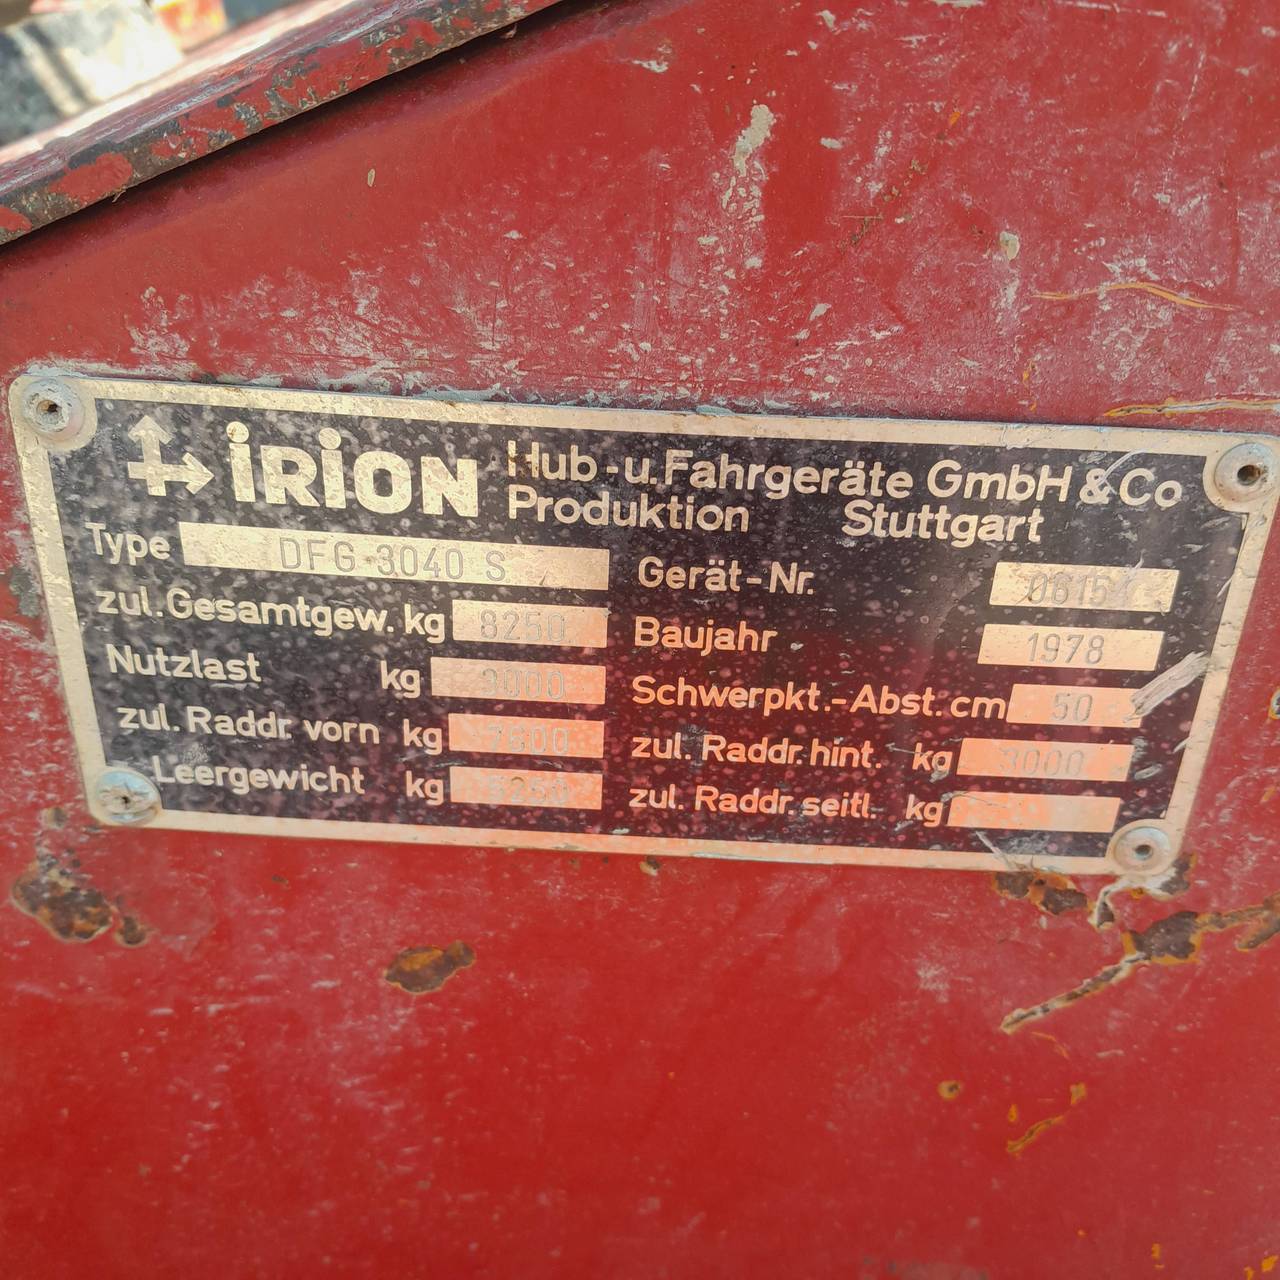 iRiON Hub-u.Fahrgeräte GmbH & Co
Produktion Stuttgart
Type DFG 3040 S
Gerät-Nr. 0615
zul. Gesamtgew. kg 8250
Baujahr 1978
Nutzlast kg 3000
Schwerpkt.-Abst. cm 50
zul. Raddr. vorn kg 7600
zul. Raddr. hint. kg 3000
Leergewicht kg 5250
zul. Raddr. seitl. kg